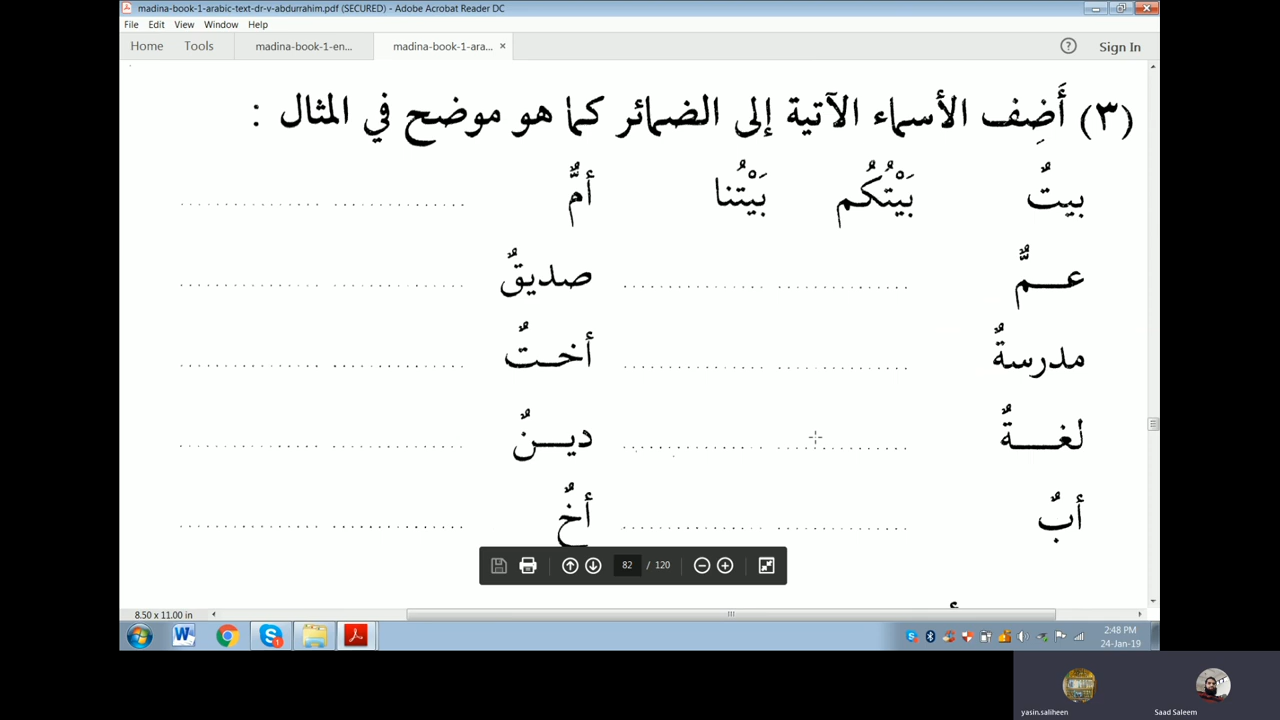 madina-book-1-arabic-text-dr-v-abdurrahim.pdf (SECURED) - Adobe Acrobat Reader DC
File Edit View Window Help
Home Tools madina-book-1-en... madina-book-1-ara... × ? Sign In
(٣) أَضِف الأسماء الآتية إلى الضمائر كما هو موضح في المثال :
بيتٌ بَيْتُكُم بَيْتُنا أمٌّ .................... ....................
عـــمٌّ .................... .................... صديقٌ .................... ....................
مدرسةٌ .................... .................... أخـــتٌ .................... ....................
لغـــــةٌ .................... .................... ديـــنٌ .................... ....................
أبٌ .................... .................... أخٌ .................... ....................
82 / 120
8.50 x 11.00 in
2:48 PM
24-Jan-19
yasin.saliheen Saad Saleem